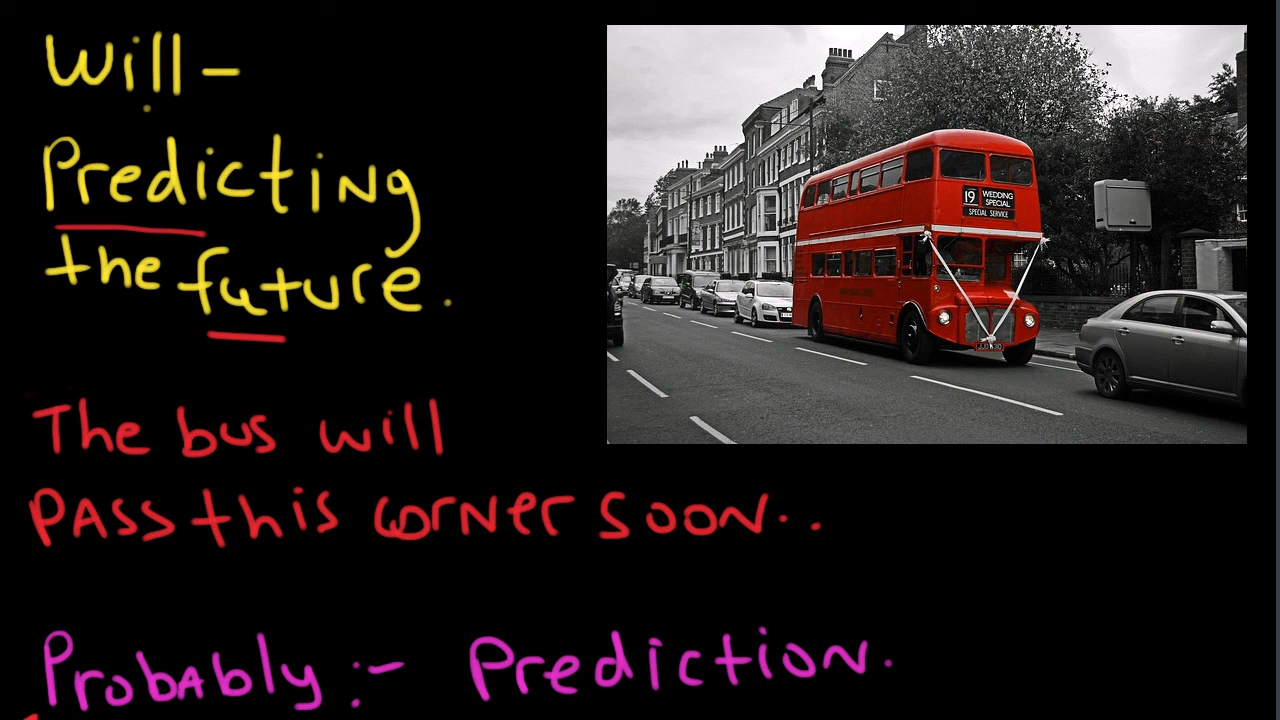 Will –
Predicting
the future.
The bus will
Pass this corner soon..
Probably :- Prediction.
19 WEDDING
SPECIAL
SPECIAL SERVICE